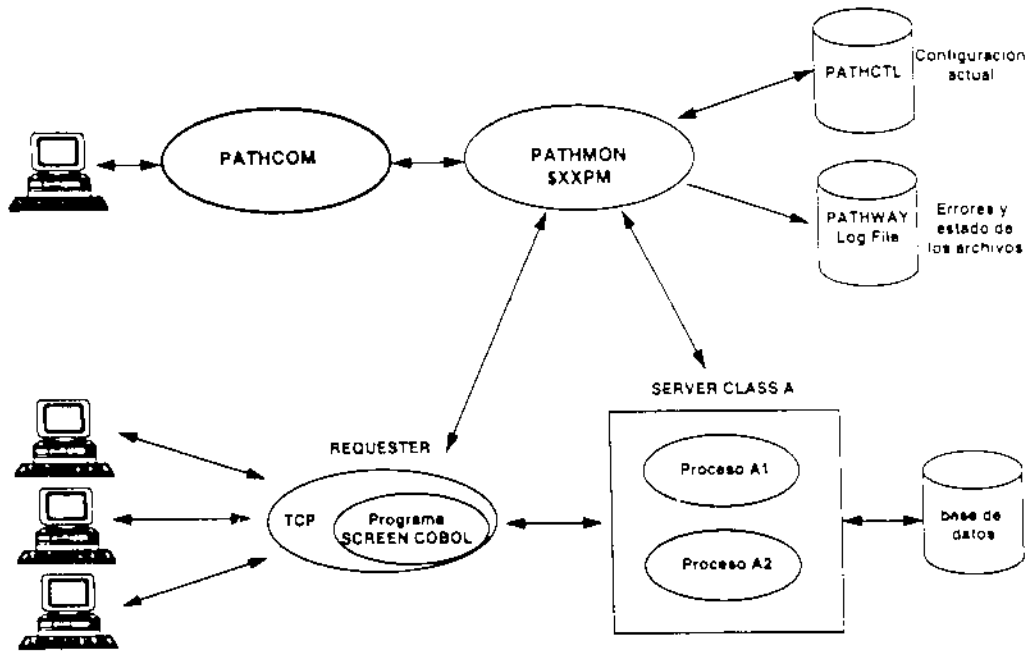 PATHCTL
Configuración
actual
PATHCOM
PATHMON
$XXPM
PATHWAY
Log File
Errores y
estado de
los archivos
SERVER CLASS A
REQUESTER
TCP
Programa
SCREEN COBOL
Proceso A1
Proceso A2
base de
datos